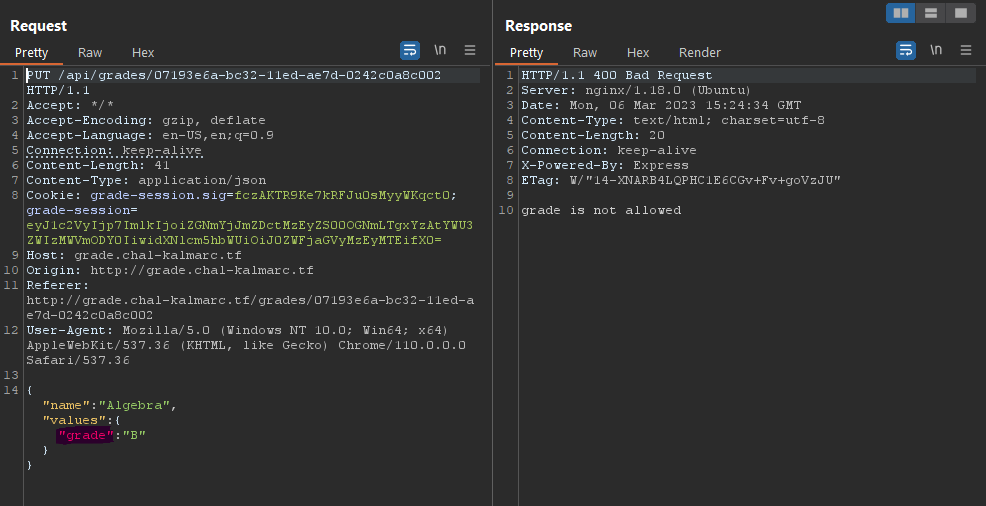 Request
Pretty Raw Hex \n
1 PUT /api/grades/07193e6a-bc32-11ed-ae7d-0242c0a8c002
HTTP/1.1
2 Accept: */*
3 Accept-Encoding: gzip, deflate
4 Accept-Language: en-US,en;q=0.9
5 Connection: keep-alive
6 Content-Length: 41
7 Content-Type: application/json
8 Cookie: grade-session.sig=fczAKTR9Ke7kRFJu0sMyyWKqct0;
grade-session=
eyJ1c2VyIjp7ImlkIjoiZGNmYjJmZDctMzEyZS00OGNmLTgxYzAtYWU3
ZWIzMWVmODY0IiwidXNlcm5hbWUiOiJ0ZWFjaGVyMzEyMTEifX0=
9 Host: grade.chal-kalmarc.tf
10 Origin: http://grade.chal-kalmarc.tf
11 Referer:
http://grade.chal-kalmarc.tf/grades/07193e6a-bc32-11ed-a
e7d-0242c0a8c002
12 User-Agent: Mozilla/5.0 (Windows NT 10.0; Win64; x64)
AppleWebKit/537.36 (KHTML, like Gecko) Chrome/110.0.0.0
Safari/537.36
13
14 {
"name":"Algebra",
"values":{
"grade":"B"
}
}
Response
Pretty Raw Hex Render \n
1 HTTP/1.1 400 Bad Request
2 Server: nginx/1.18.0 (Ubuntu)
3 Date: Mon, 06 Mar 2023 15:24:34 GMT
4 Content-Type: text/html; charset=utf-8
5 Content-Length: 20
6 Connection: keep-alive
7 X-Powered-By: Express
8 ETag: W/"14-XNARB4LQPHC1E6CGv+Fv+goVzJU"
9
10 grade is not allowed